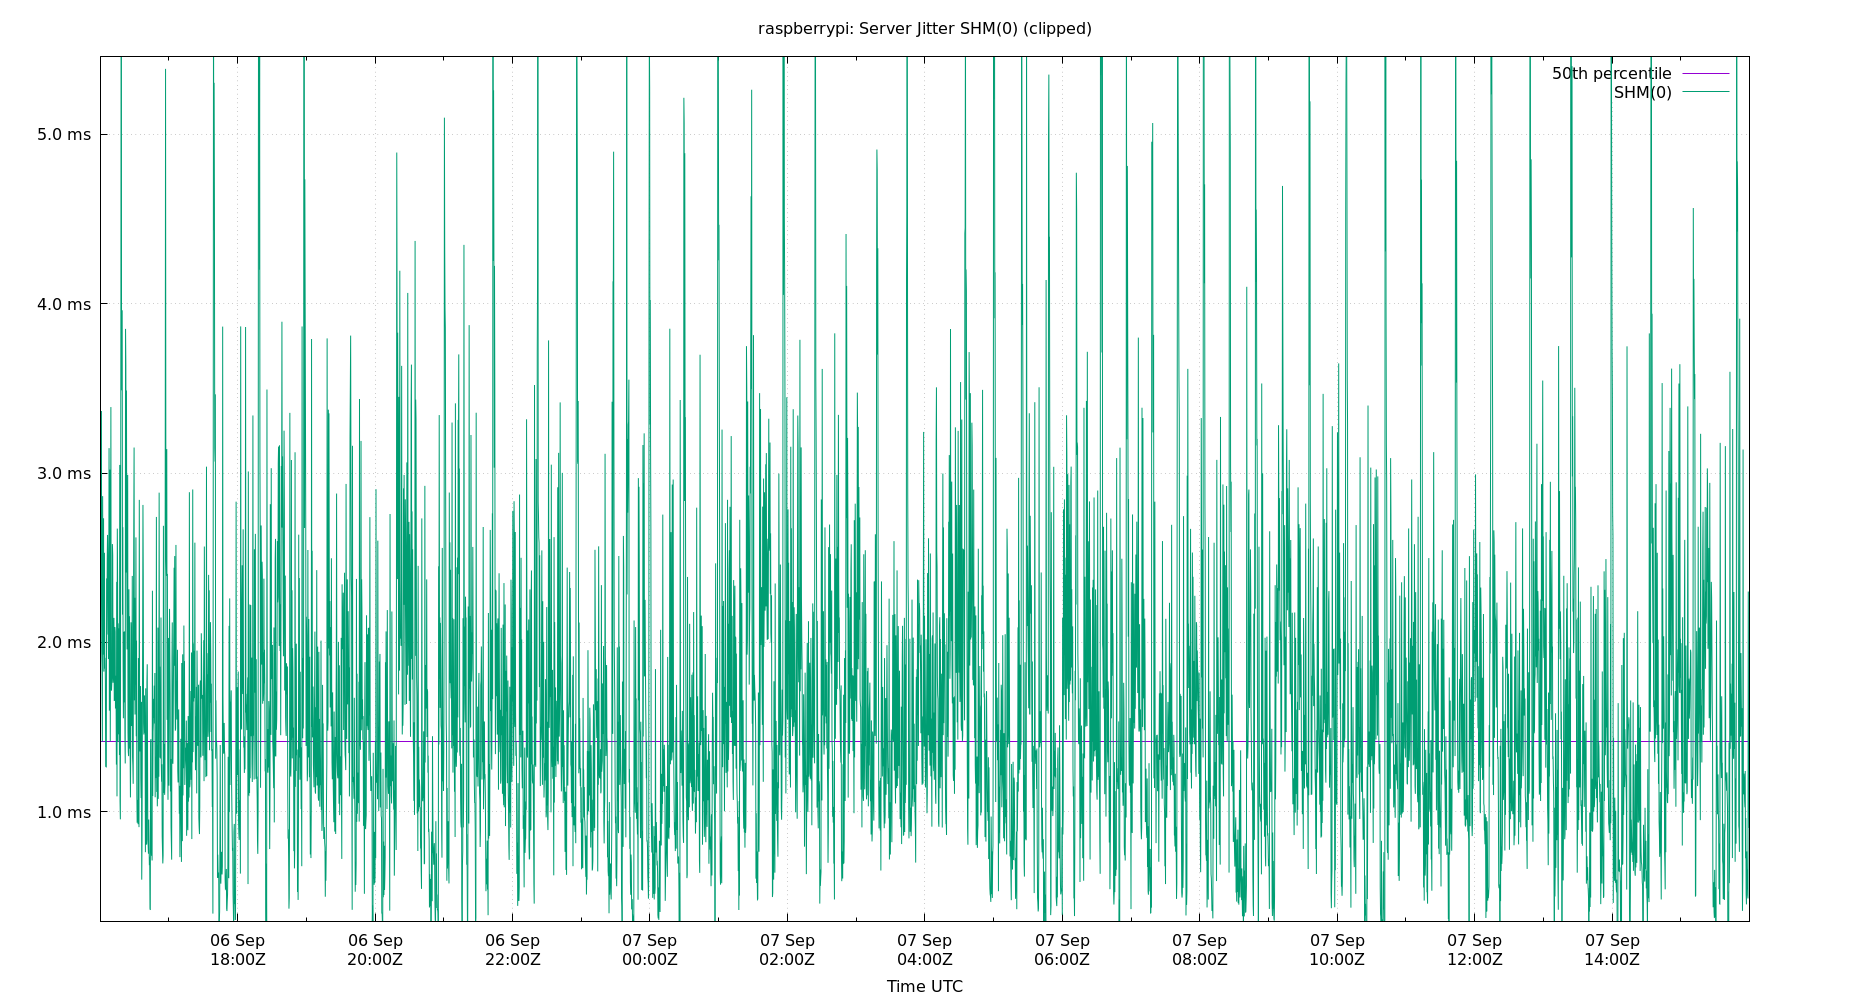 raspberrypi: Server Jitter SHM(0) (clipped)
50th percentile
SHM(0)
5.0 ms
4.0 ms
3.0 ms
2.0 ms
1.0 ms
06 Sep 06 Sep 06 Sep 07 Sep 07 Sep 07 Sep 07 Sep 07 Sep 07 Sep 07 Sep 07 Sep
18:00Z 20:00Z 22:00Z 00:00Z 02:00Z 04:00Z 06:00Z 08:00Z 10:00Z 12:00Z 14:00Z
Time UTC